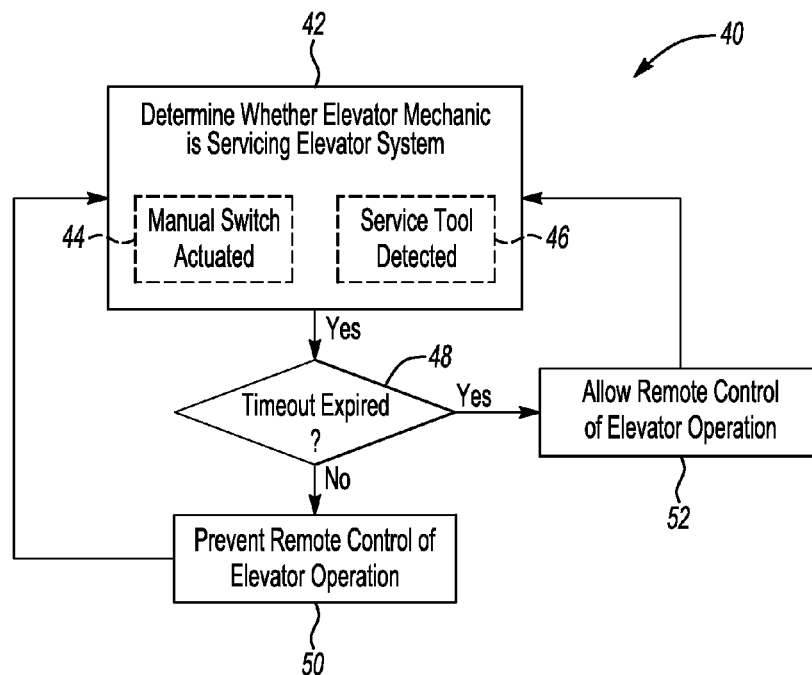 42
40
Determine Whether Elevator Mechanic
is Servicing Elevator System
44
Manual Switch
Actuated
Service Tool
Detected
46
Yes
48
Timeout Expired
?
Yes
Allow Remote Control
of Elevator Operation
52
No
Prevent Remote Control of
Elevator Operation
50